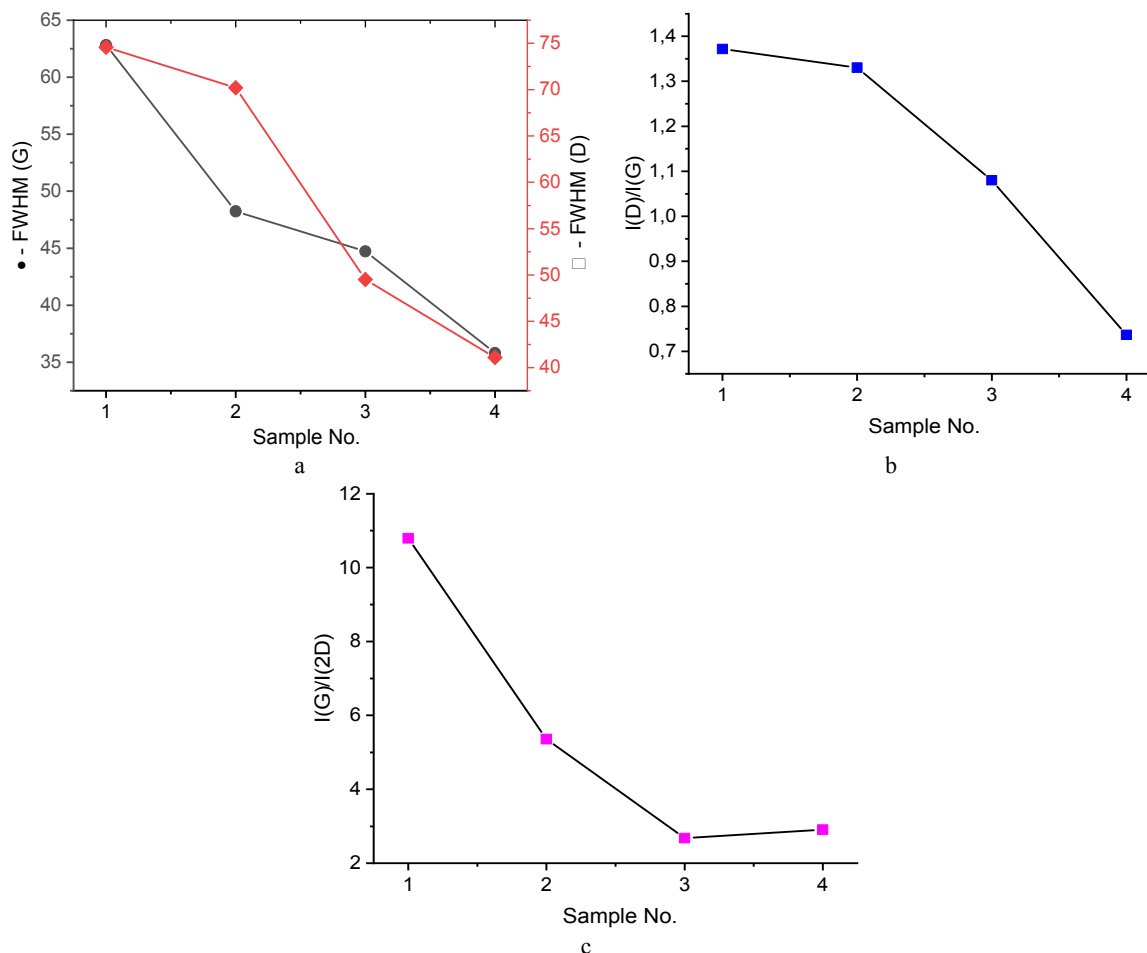 65
60
55
50
45
40
35
75
70
65
60
55
50
45
40
● - FWHM (G)
□ - FWHM (D)
1 2 3 4
Sample No.
a
1,4
1,3
1,2
1,1
1,0
0,9
0,8
0,7
I(D)/I(G)
1 2 3 4
Sample No.
b
12
10
8
6
4
2
I(G)/I(2D)
1 2 3 4
Sample No.
c